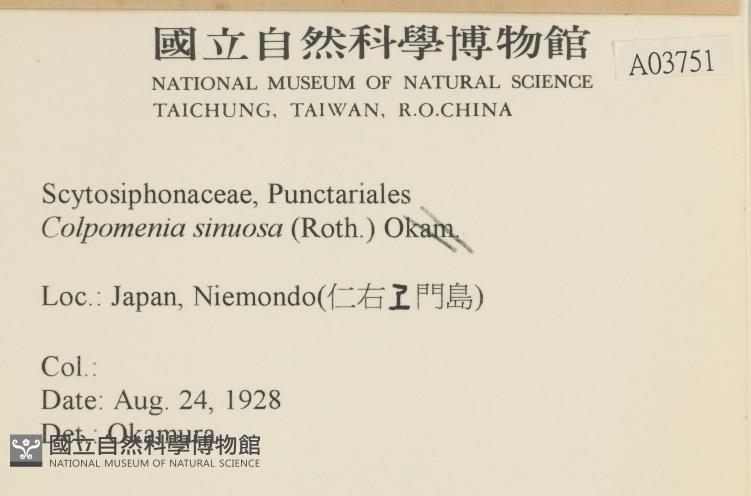 國立自然科學博物館
A03751
NATIONAL MUSEUM OF NATURAL SCIENCE
TAICHUNG, TAIWAN, R.O.CHINA
Scytosiphonaceae, Punctariales
Colpomenia sinuosa (Roth.) Okam.
Loc.: Japan, Niemondo(仁右ヱ門島)
Col.:
Date: Aug. 24, 1928
Det.: Okamura
國立自然科學博物館
NATIONAL MUSEUM OF NATURAL SCIENCE